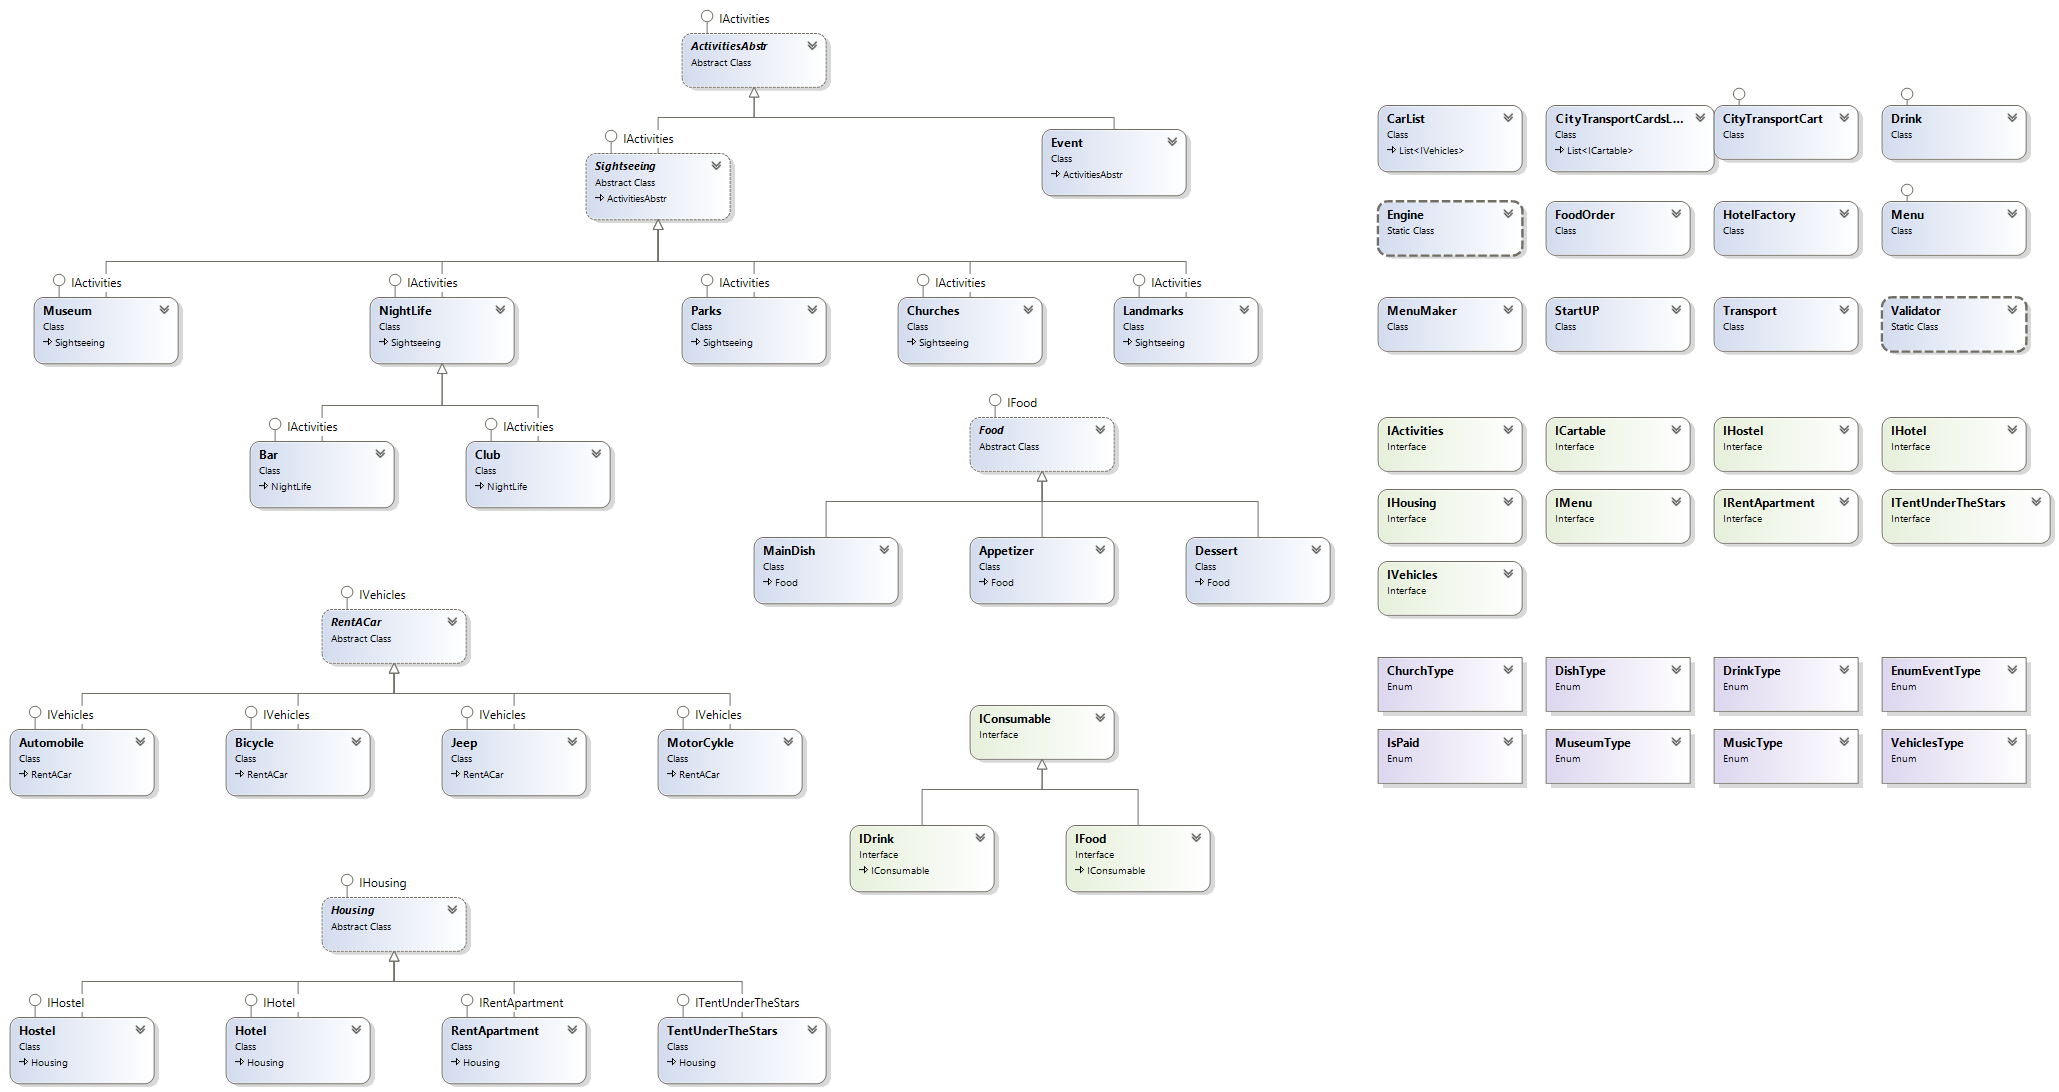 IActivities
ActivitiesAbstr
Abstract Class
IActivities
Sightseeing
Abstract Class
ActivitiesAbstr
Event
Class
ActivitiesAbstr
IActivities
Museum
Class
Sightseeing
IActivities
NightLife
Class
Sightseeing
IActivities
Parks
Class
Sightseeing
IActivities
Churches
Class
Sightseeing
IActivities
Landmarks
Class
Sightseeing
IActivities
Bar
Class
NightLife
IActivities
Club
Class
NightLife
IFood
Food
Abstract Class
MainDish
Class
Food
Appetizer
Class
Food
Dessert
Class
Food
IVehicles
RentACar
Abstract Class
IVehicles
Automobile
Class
RentACar
IVehicles
Bicycle
Class
RentACar
IVehicles
Jeep
Class
RentACar
IVehicles
MotorCykle
Class
RentACar
IConsumable
Interface
IDrink
Interface
IConsumable
IFood
Interface
IConsumable
IHousing
Housing
Abstract Class
IHostel
Hostel
Class
Housing
IHotel
Hotel
Class
Housing
IRentApartment
RentApartment
Class
Housing
ITentUnderTheStars
TentUnderTheStars
Class
Housing
CarList
Class
List<IVehicles>
CityTransportCardsL...
Class
List<ICartable>
CityTransportCart
Class
Drink
Class
Engine
Static Class
FoodOrder
Class
HotelFactory
Class
Menu
Class
MenuMaker
Class
StartUP
Class
Transport
Class
Validator
Static Class
IActivities
Interface
ICartable
Interface
IHostel
Interface
IHotel
Interface
IHousing
Interface
IMenu
Interface
IRentApartment
Interface
ITentUnderTheStars
Interface
IVehicles
Interface
ChurchType
Enum
DishType
Enum
DrinkType
Enum
EnumEventType
Enum
IsPaid
Enum
MuseumType
Enum
MusicType
Enum
VehiclesType
Enum